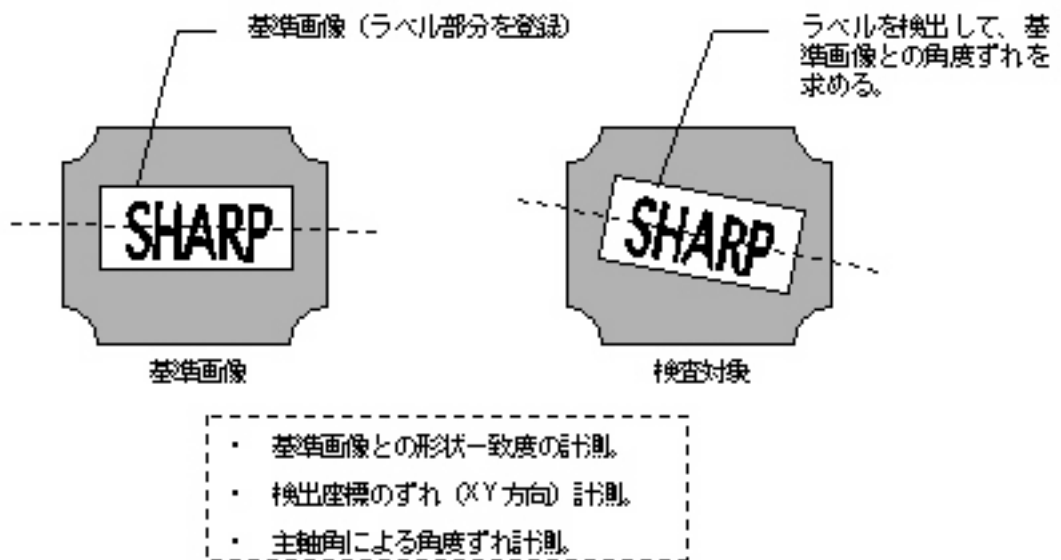 基準画像（ラベル部分を登録）
ラベルを検出して、基
準画像との角度ずれを
求める。
SHARP
SHARP
基準画像
検査対象
・ 基準画像との形状一致度の計測。
・ 検出座標のずれ（XY方向）計測。
・ 主軸角による角度ずれ計測。